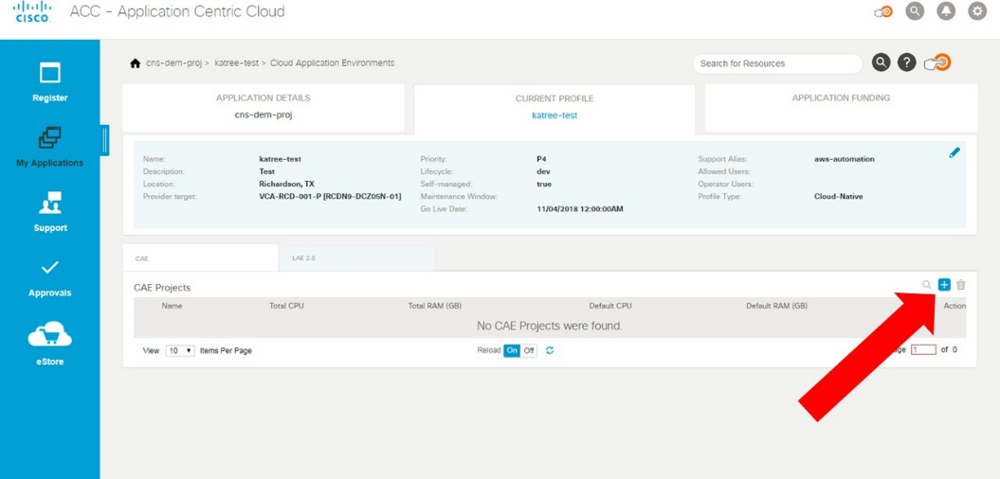 CISCO
ACC - Application Centric Cloud
cns-dem-proj > katree-test > Cloud Application Environments
Search for Resources
?
Register
My Applications
Support
Approvals
eStore
APPLICATION DETAILS
cns-dem-proj
CURRENT PROFILE
katree-test
APPLICATION FUNDING
Name: katree-test
Description: Test
Location: Richardson, TX
Provider target: VCA-RCD-001-P [RCDN9-DCZ05N-01]
Priority: P4
Lifecycle: dev
Self-managed: true
Maintenance Window:
Go Live Date: 11/04/2018 12:00:00AM
Support Alias: aws-automation
Allowed Users:
Operator Users:
Profile Type: Cloud-Native
CAE
LAE 2.0
CAE Projects
Name Total CPU Total RAM (GB) Default CPU Default RAM (GB) Action
No CAE Projects were found.
View 10 Items Per Page
Reload On Off
1 of 0